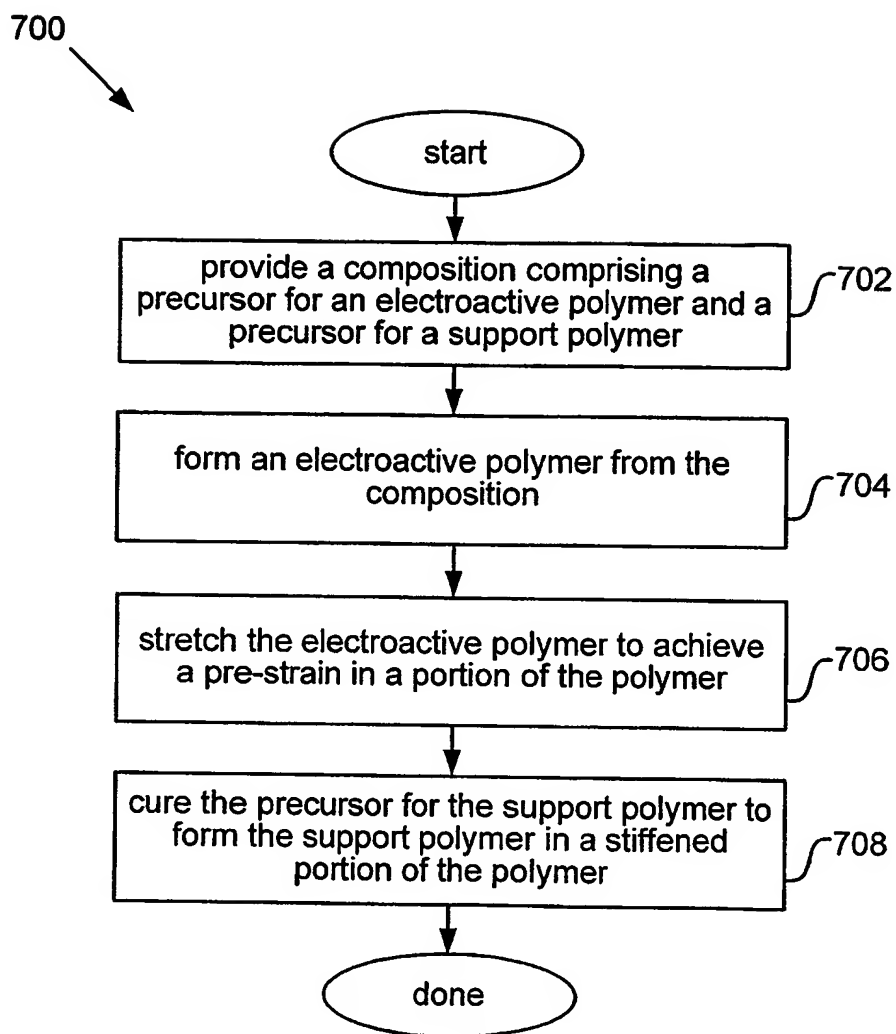 700
start
provide a composition comprising a
precursor for an electroactive polymer and a
precursor for a support polymer
702
form an electroactive polymer from the
composition
704
stretch the electroactive polymer to achieve
a pre-strain in a portion of the polymer
706
cure the precursor for the support polymer to
form the support polymer in a stiffened
portion of the polymer
708
done